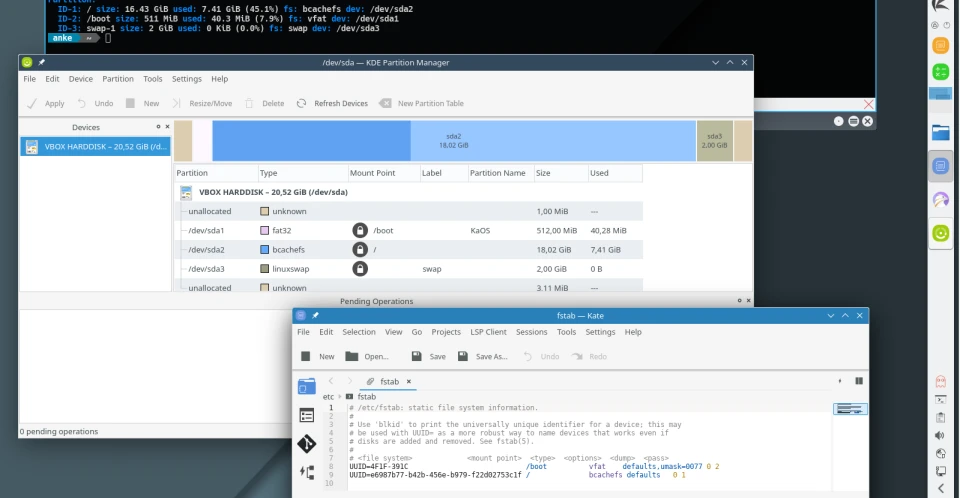 ID-1: / size: 16.43 GiB used: 7.41 GiB (45.1%) fs: bcachefs dev: /dev/sda2
ID-2: /boot size: 511 MiB used: 40.3 MiB (7.9%) fs: vfat dev: /dev/sda1
ID-3: swap-1 size: 2 GiB used: 0 KiB (0.0%) fs: swap dev: /dev/sda3
anke ~
/dev/sda — KDE Partition Manager
File Edit Device Partition Tools Settings Help
Apply Undo New Resize/Move Delete Refresh Devices New Partition Table
Devices
VBOX HARDDISK – 20,52 GiB (/d...
sda2
18,02 GiB
sda3
2,00 GiB
Partition Type Mount Point Label Partition Name Size Used
VBOX HARDDISK – 20,52 GiB (/dev/sda)
unallocated unknown 1,00 MiB ---
/dev/sda1 fat32 /boot KaOS 512,00 MiB 40,28 MiB
/dev/sda2 bcachefs / 18,02 GiB 7,41 GiB
/dev/sda3 linuxswap swap 2,00 GiB 0 B
unallocated unknown 3,11 MiB ---
Pending Operations
0 pending operations
fstab — Kate
File Edit Selection View Go Projects LSP Client Sessions Tools Settings Help
New Open... Save Save As... Undo Redo
fstab
etc fstab
1 # /etc/fstab: static file system information.
2 #
3 # Use 'blkid' to print the universally unique identifier for a device; this may
4 # be used with UUID= as a more robust way to name devices that works even if
5 # disks are added and removed. See fstab(5).
6 #
7 # <file system> <mount point> <type> <options> <dump> <pass>
8 UUID=4F1F-391C /boot vfat defaults,umask=0077 0 2
9 UUID=e6987b77-b42b-456e-b979-f22d02753c1f / bcachefs defaults 0 1
10